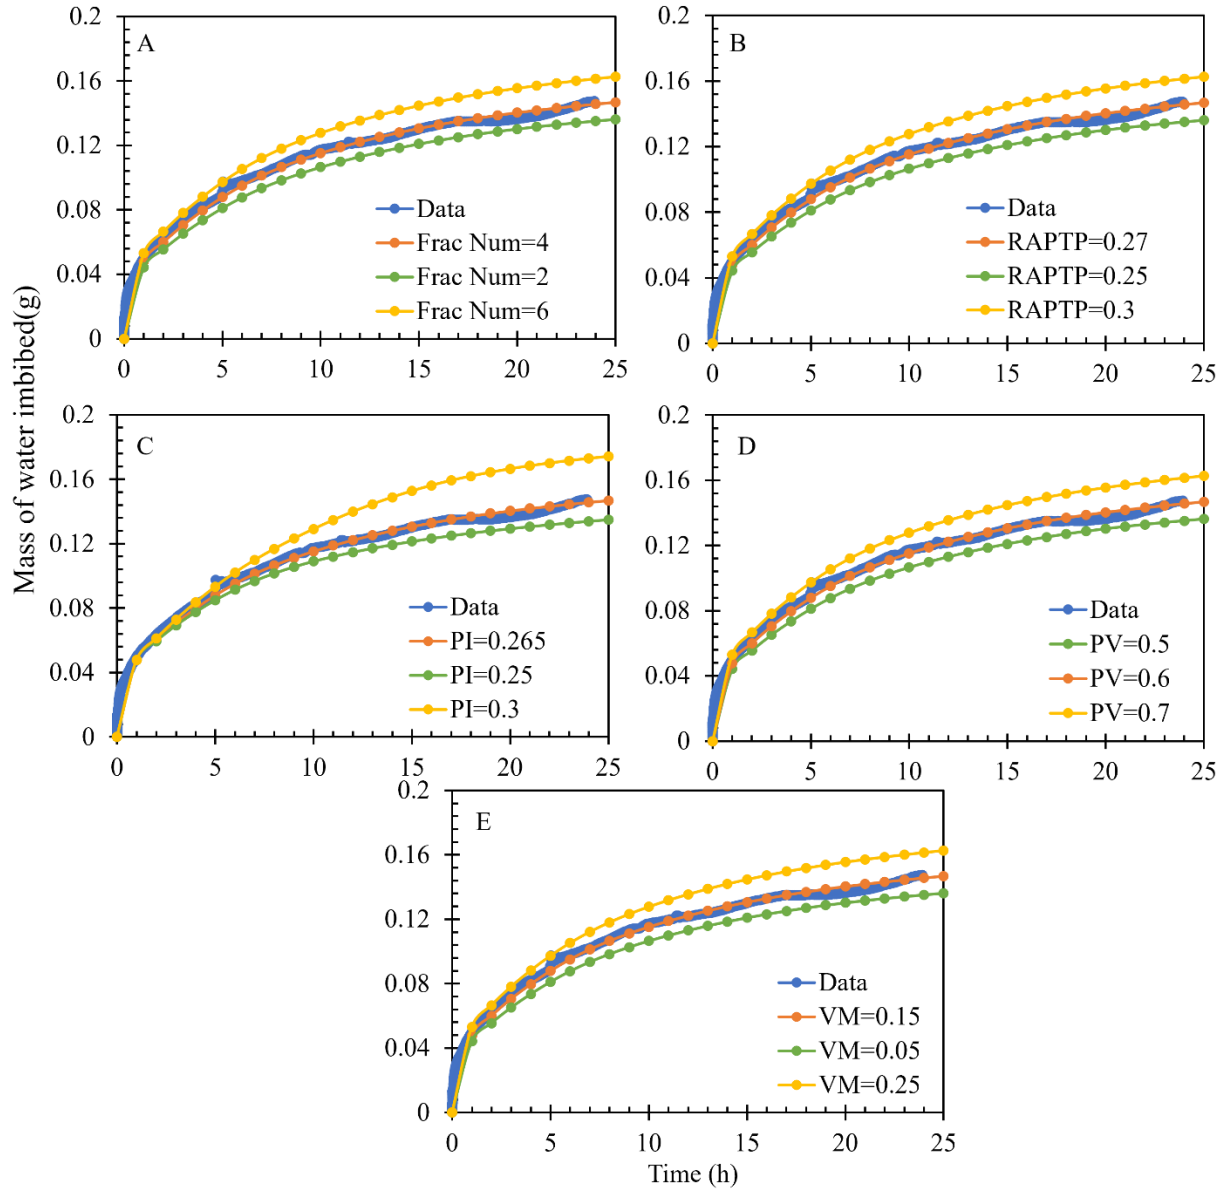 A
0.2
0.16
0.12
0.08
0.04
0
Data
Frac Num=4
Frac Num=2
Frac Num=6
0 5 10 15 20 25
B
0.2
0.16
0.12
0.08
0.04
0
Data
RAPTP=0.27
RAPTP=0.25
RAPTP=0.3
0 5 10 15 20 25
Mass of water imbibed(g)
C
0.2
0.16
0.12
0.08
0.04
0
Data
PI=0.265
PI=0.25
PI=0.3
0 5 10 15 20 25
D
0.2
0.16
0.12
0.08
0.04
0
Data
PV=0.5
PV=0.6
PV=0.7
0 5 10 15 20 25
E
0.2
0.16
0.12
0.08
0.04
0
Data
VM=0.15
VM=0.05
VM=0.25
0 5 10 15 20 25
Time (h)